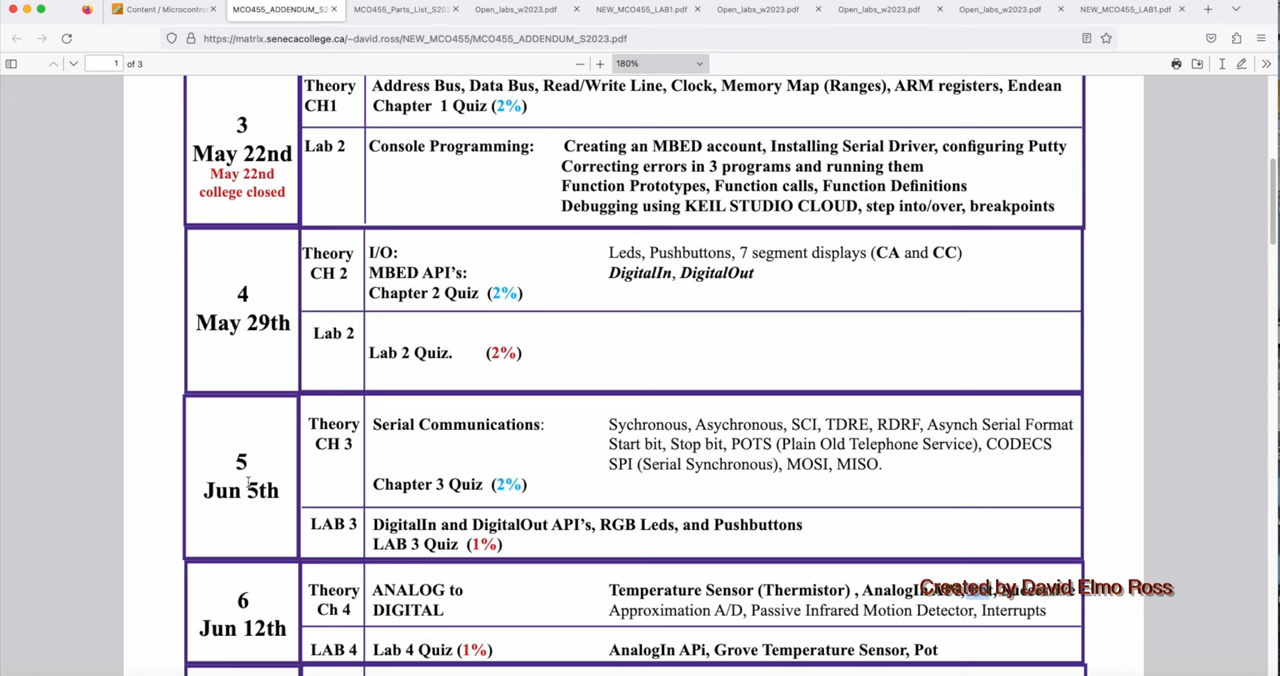 Content / Microcontrol
MCO455_ADDENDUM_S2
MCO455_Parts_List_S202
Open_labs_w2023.pdf
NEW_MCO455_LAB1.pdf
Open_labs_w2023.pdf
Open_labs_w2023.pdf
Open_labs_w2023.pdf
NEW_MCO455_LAB1.pdf
https://matrix.senecacollege.ca/~david.ross/NEW_MCO455/MCO455_ADDENDUM_S2023.pdf
1 of 3
180%
3
May 22nd
May 22nd
college closed
Theory
CH1
Address Bus, Data Bus, Read/Write Line, Clock, Memory Map (Ranges), ARM registers, Endean
Chapter 1 Quiz (2%)
Lab 2
Console Programming: Creating an MBED account, Installing Serial Driver, configuring Putty
Correcting errors in 3 programs and running them
Function Prototypes, Function calls, Function Definitions
Debugging using KEIL STUDIO CLOUD, step into/over, breakpoints
4
May 29th
Theory
CH 2
I/O: Leds, Pushbuttons, 7 segment displays (CA and CC)
MBED API's: DigitalIn, DigitalOut
Chapter 2 Quiz (2%)
Lab 2
Lab 2 Quiz. (2%)
5
Jun 5th
Theory
CH 3
Serial Communications: Sychronous, Asychronous, SCI, TDRE, RDRF, Asynch Serial Format
Start bit, Stop bit, POTS (Plain Old Telephone Service), CODECS
SPI (Serial Synchronous), MOSI, MISO.
Chapter 3 Quiz (2%)
LAB 3
DigitalIn and DigitalOut API's, RGB Leds, and Pushbuttons
LAB 3 Quiz (1%)
6
Jun 12th
Theory
Ch 4
ANALOG to
DIGITAL
Temperature Sensor (Thermistor) ,
Created by David Elmo Ross
Approximation A/D, Passive Infrared Motion Detector, Interrupts
LAB 4
Lab 4 Quiz (1%)
AnalogIn APi, Grove Temperature Sensor, Pot